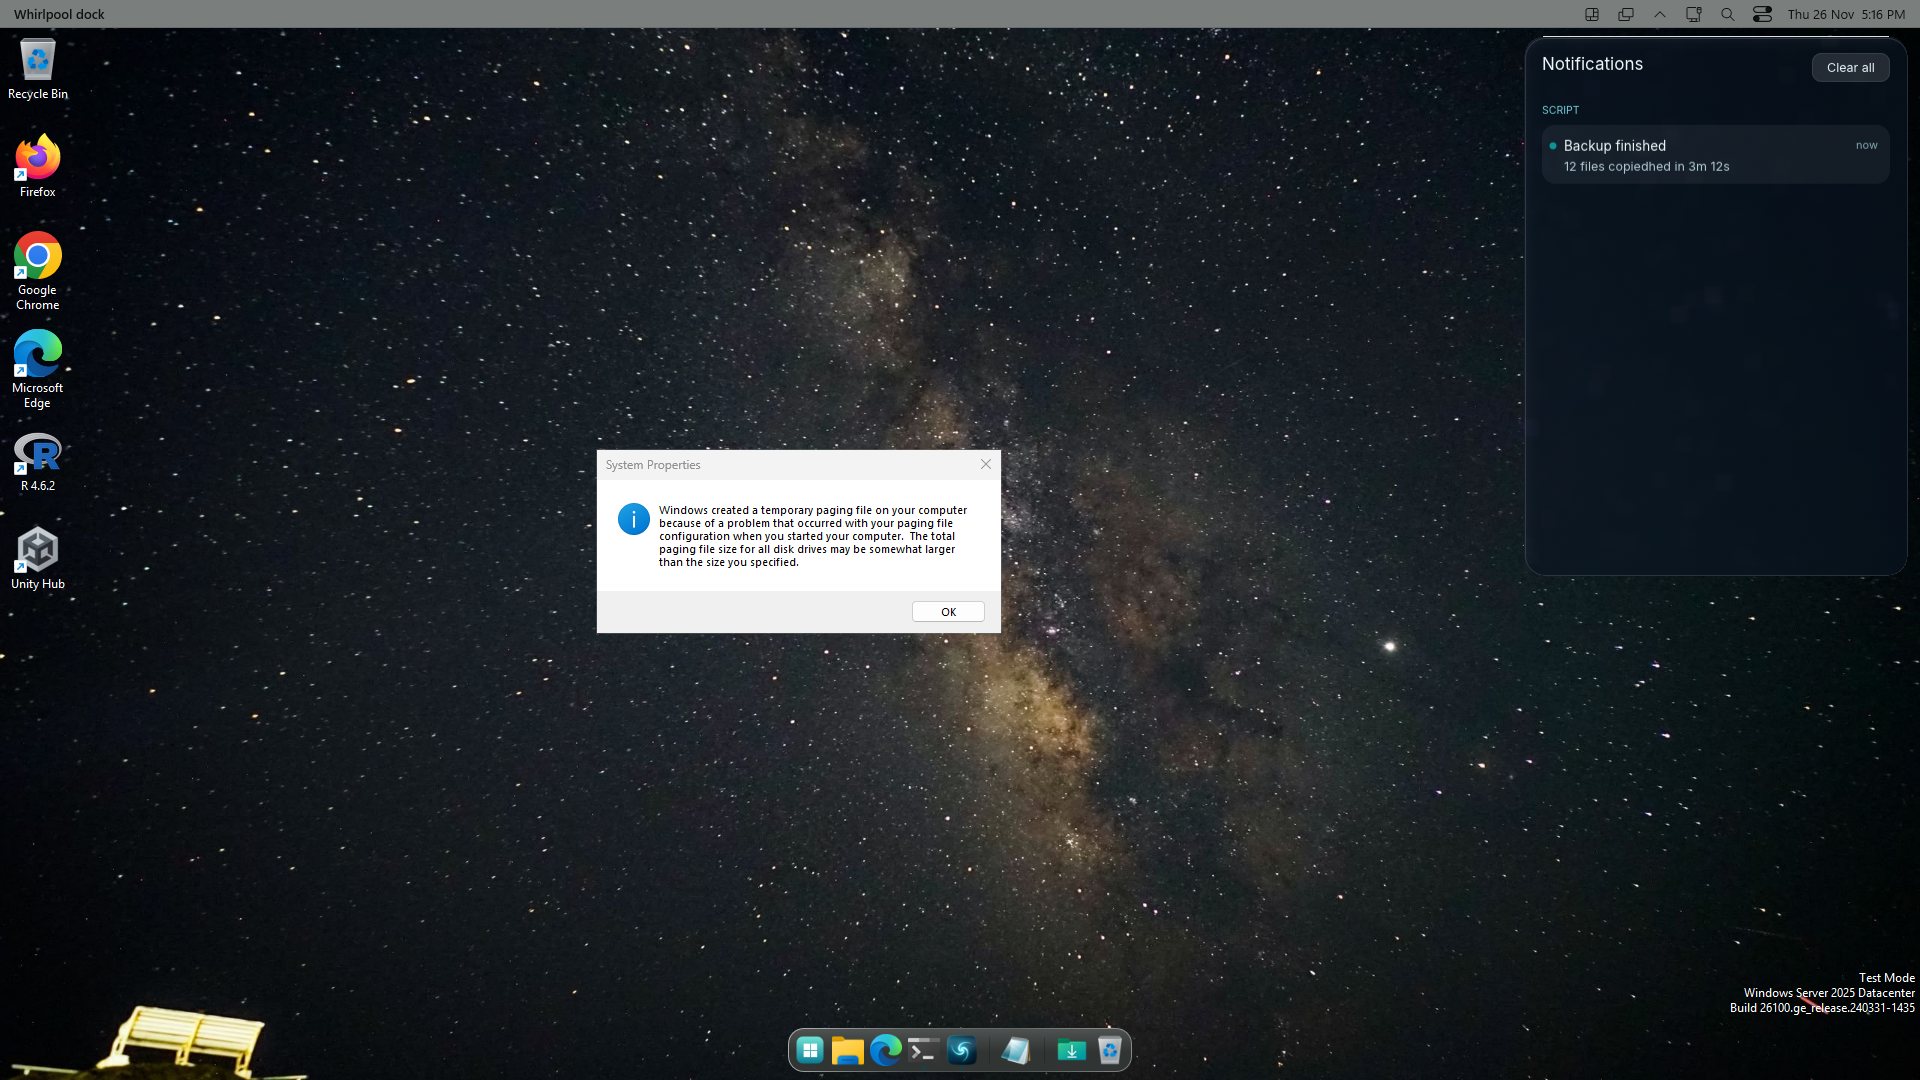 Whirlpool dock
Thu 26 Nov 5:16 PM
Recycle Bin
Firefox
Google
Chrome
Microsoft
Edge
R 4.6.2
Unity Hub
Notifications
Clear all
SCRIPT
Backup finished
now
12 files copiedhed in 3m 12s
System Properties
Windows created a temporary paging file on your computer
because of a problem that occurred with your paging file
configuration when you started your computer.  The total
paging file size for all disk drives may be somewhat larger
than the size you specified.
OK
Test Mode
Windows Server 2025 Datacenter
Build 26100.ge_release.240331-1435